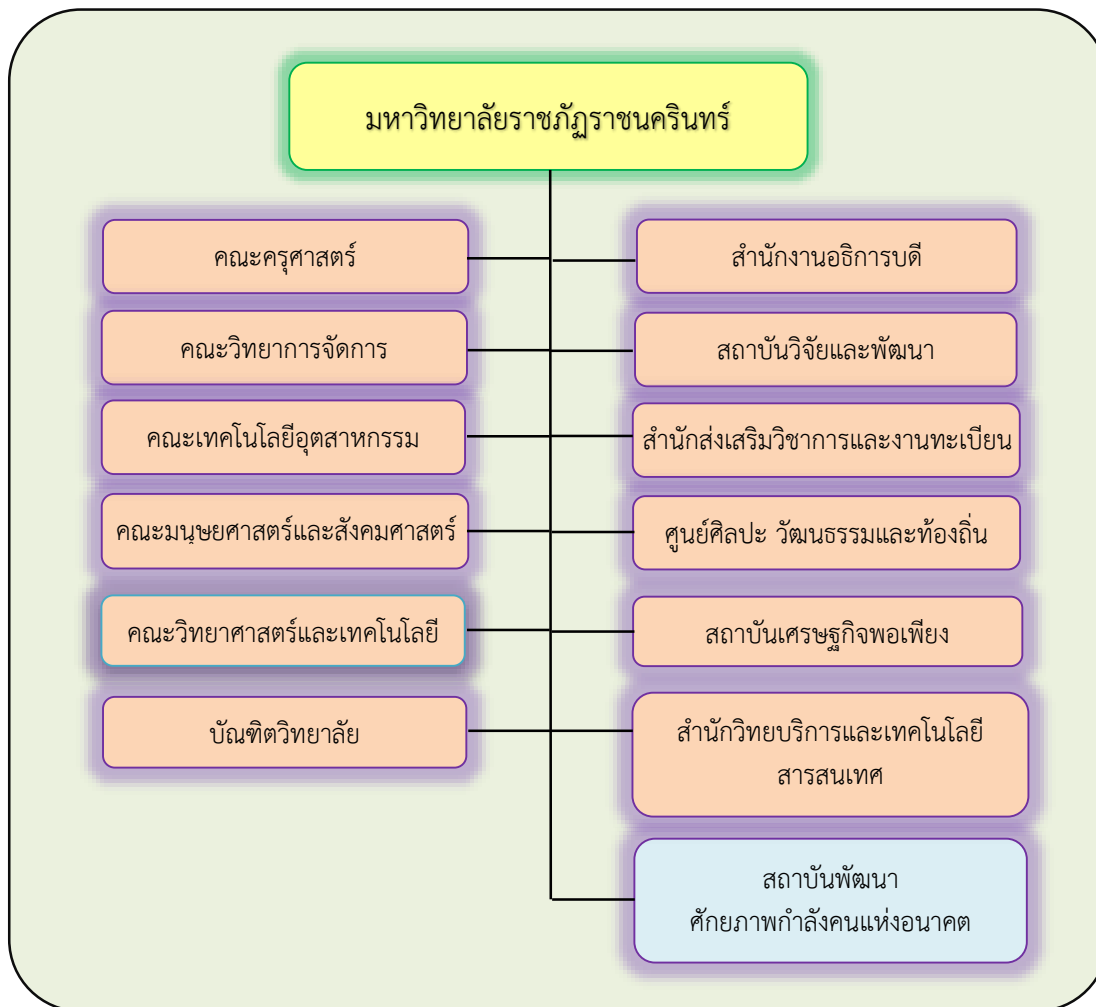 มหาวิทยาลัยราชภัฏราชนครินทร์
คณะครุศาสตร์
คณะวิทยาการจัดการ
คณะเทคโนโลยีอุตสาหกรรม
คณะมนุษยศาสตร์และสังคมศาสตร์
คณะวิทยาศาสตร์และเทคโนโลยี
บัณฑิตวิทยาลัย
สำนักงานอธิการบดี
สถาบันวิจัยและพัฒนา
สำนักส่งเสริมวิชาการและงานทะเบียน
ศูนย์ศิลปะ วัฒนธรรมและท้องถิ่น
สถาบันเศรษฐกิจพอเพียง
สำนักวิทยบริการและเทคโนโลยี
สารสนเทศ
สถาบันพัฒนา
ศักยภาพกำลังคนแห่งอนาคต